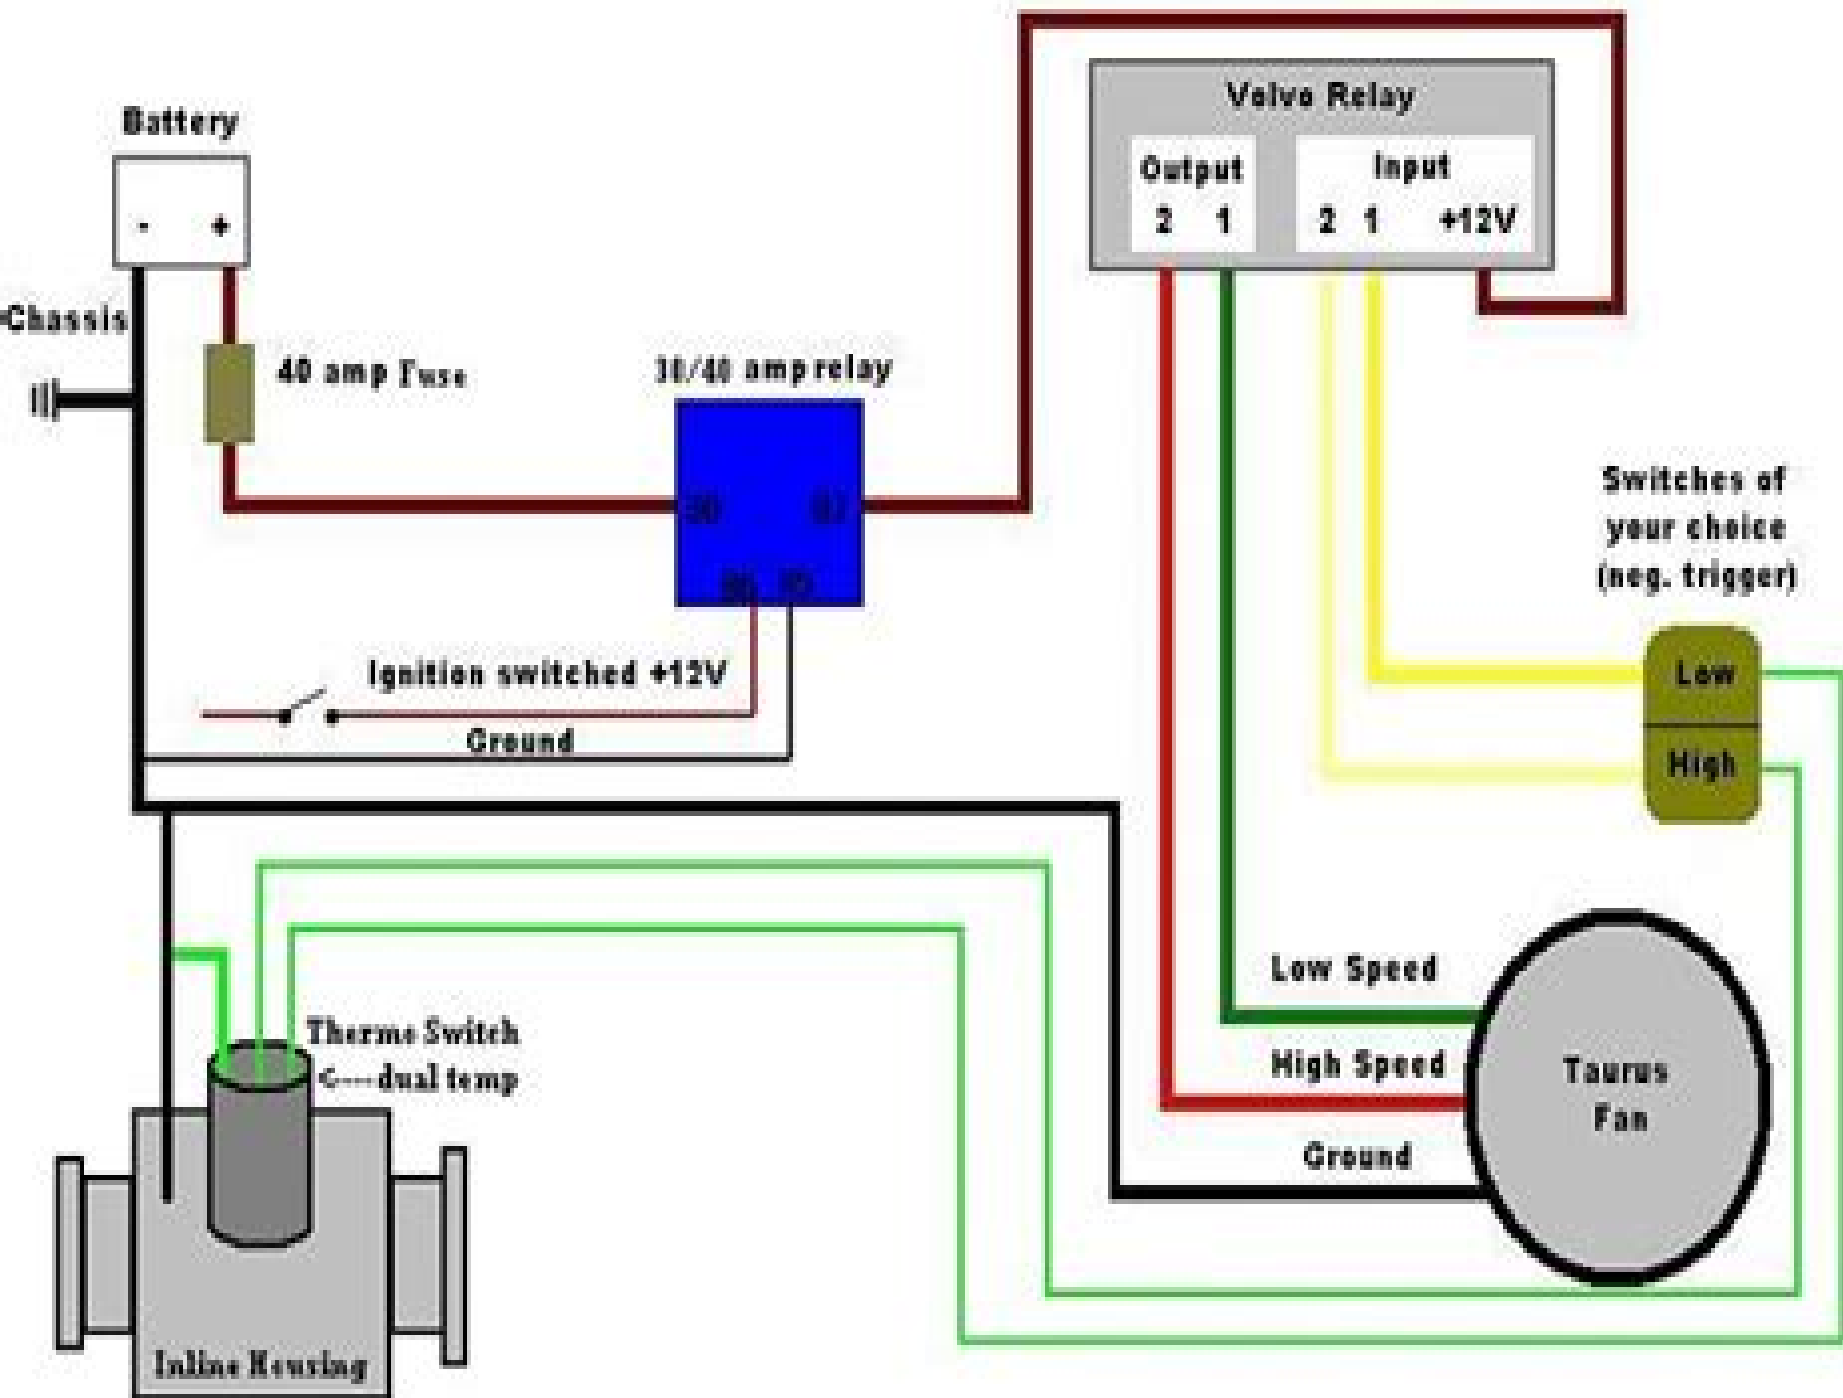 Volvo Relay
Battery
Output
Input
2 1
2 1 +12V
- +
Chassis
40 amp Fuse
30/40 amp relay
Switches of
your choice
(neg. trigger)
30 87
86 85
Low
Ignition switched +12V
Ground
High
Low Speed
Thermo Switch
<---dual temp
High Speed
Taurus
Fan
Ground
Inline Housing